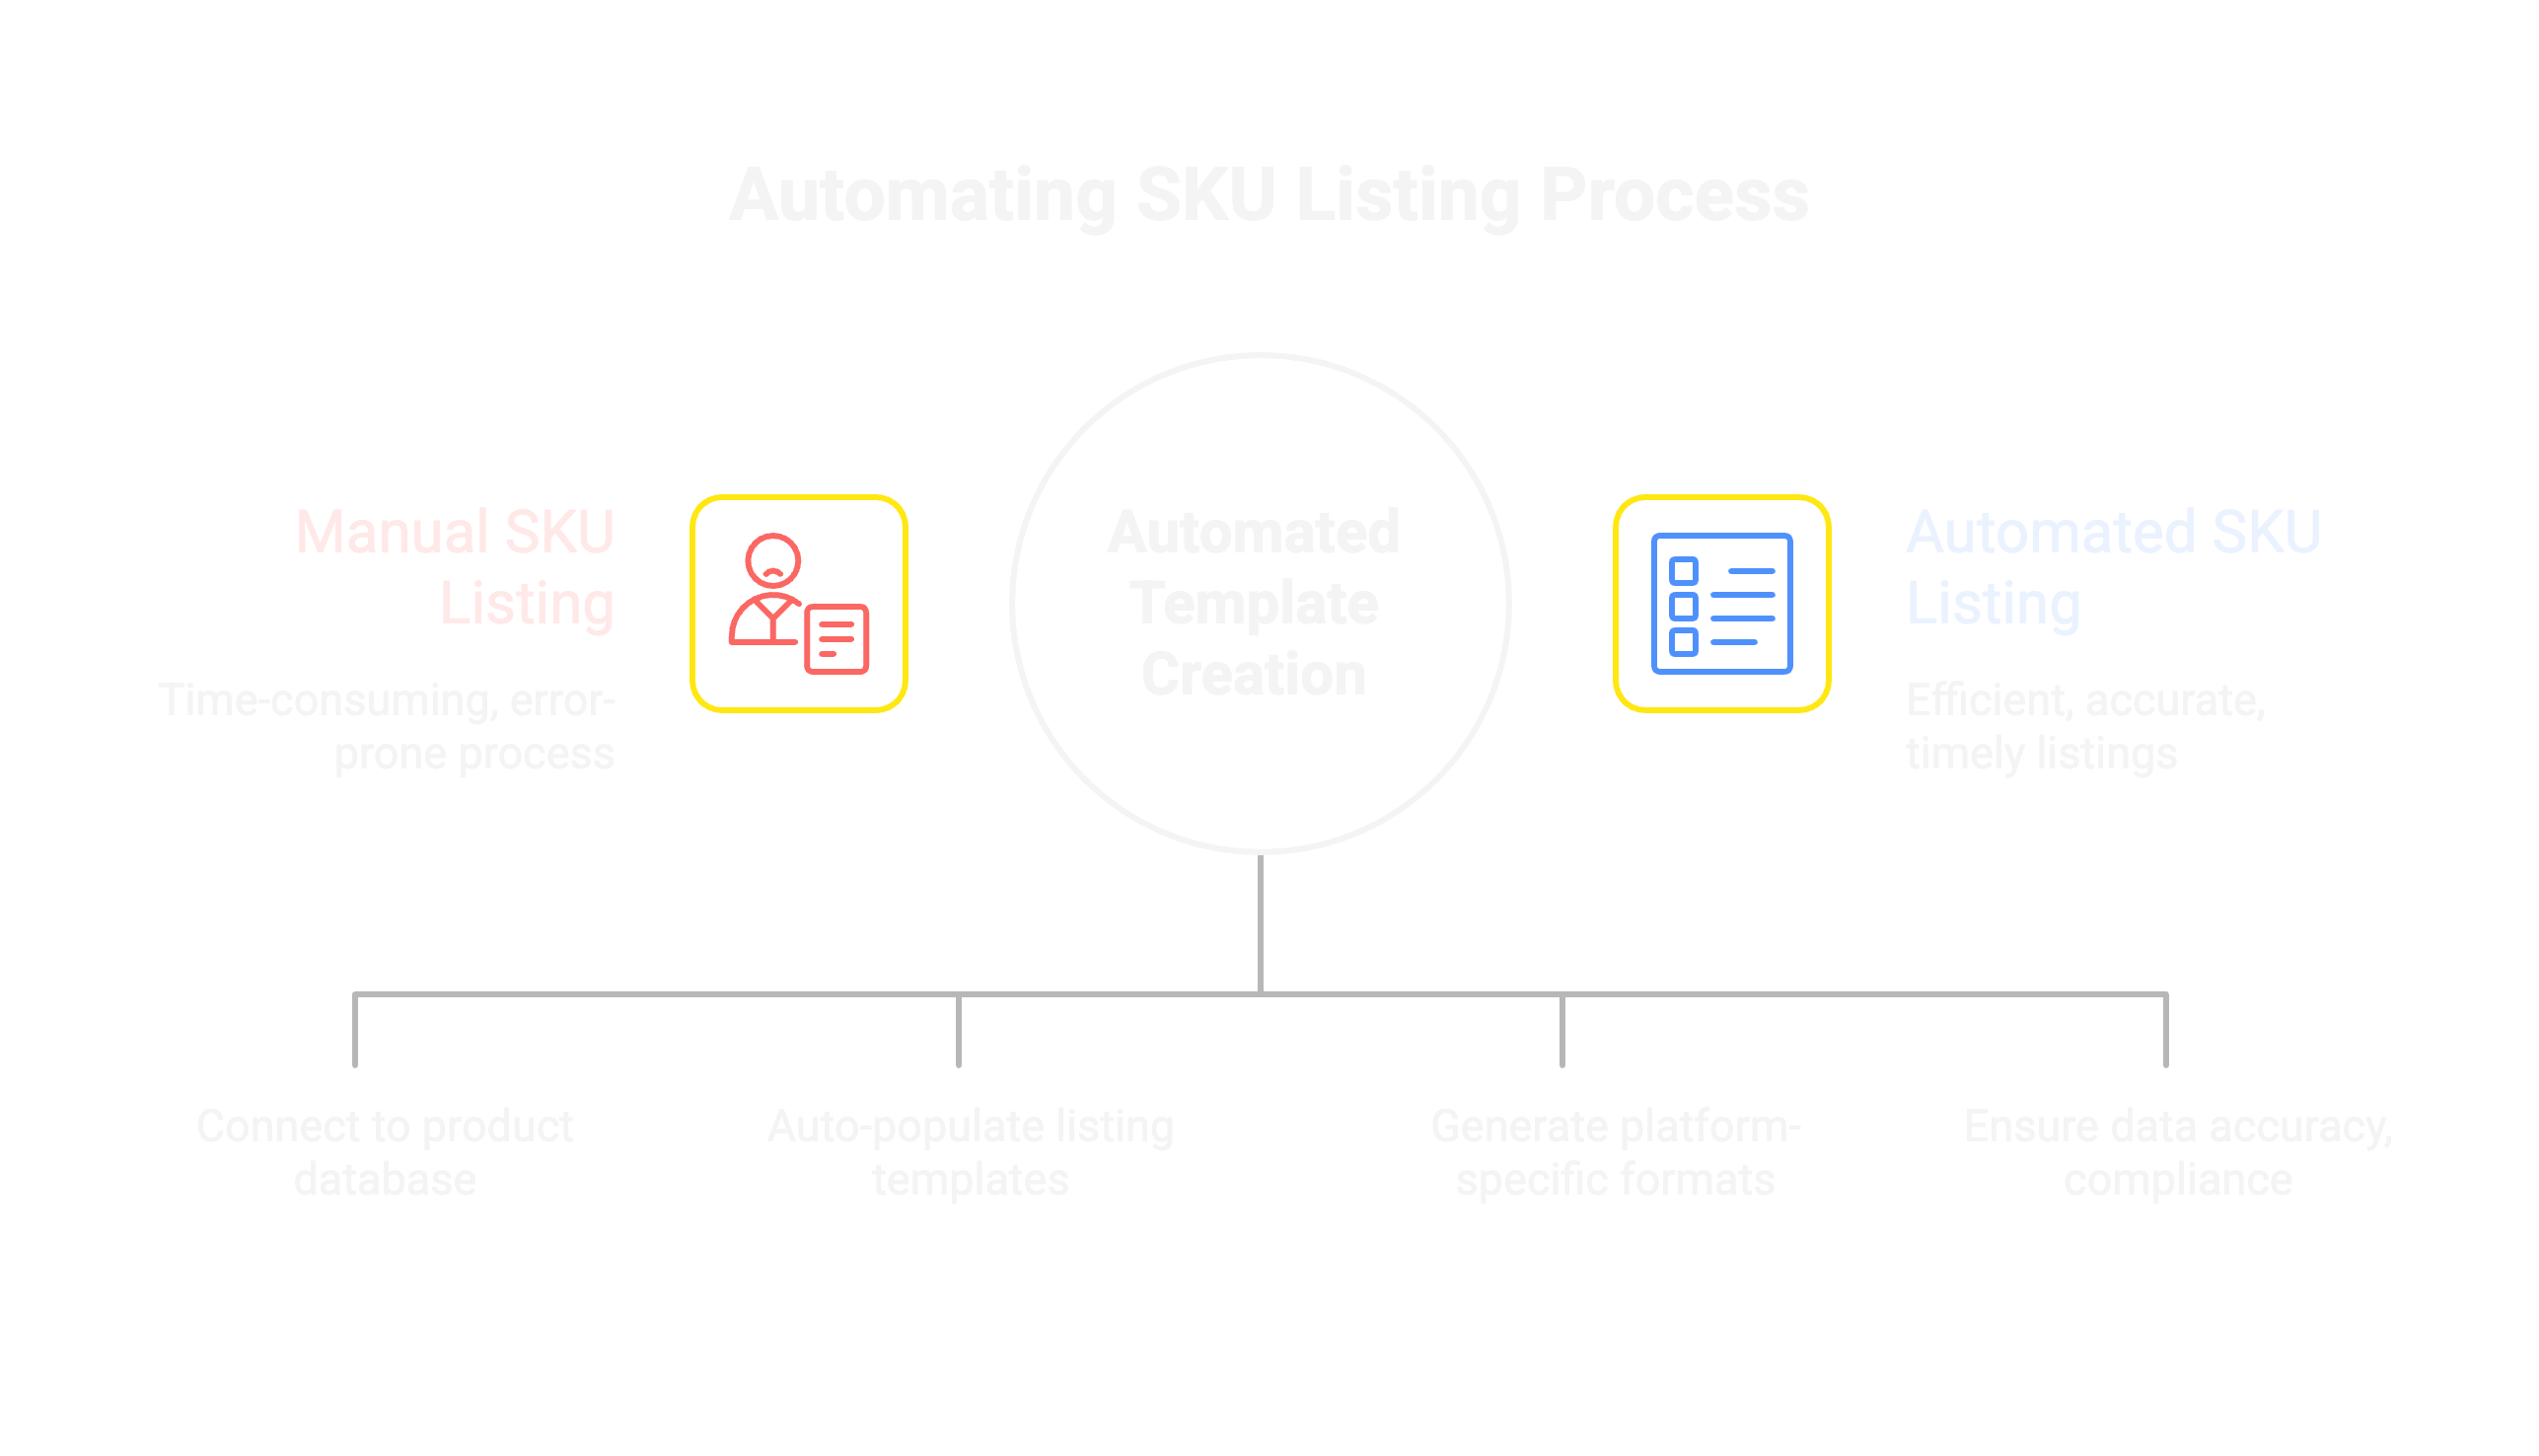 Automating SKU Listing Process
Manual SKU
Listing
Time-consuming, error-
prone process
Automated
Template
Creation
Automated SKU
Listing
Efficient, accurate,
timely listings
Connect to product
database
Auto-populate listing
templates
Generate platform-
specific formats
Ensure data accuracy,
compliance